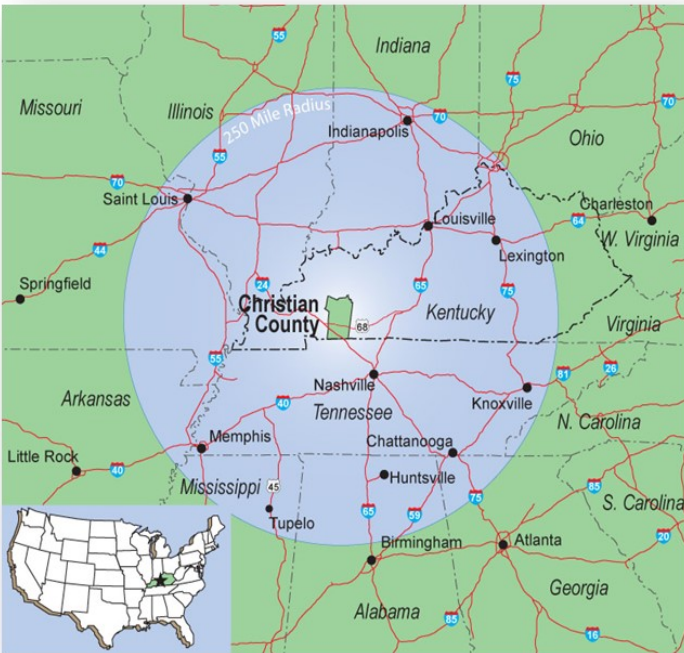 55
Indiana
75
Missouri
Illinois
250 Mile Radius
70
70
Indianapolis
Ohio
55
70
Saint Louis
Charleston
Louisville
64
44
Lexington
W. Virginia
Springfield
24
65
75
Christian
County
68
Kentucky
Virginia
55
Nashville
81
26
Arkansas
40
Tennessee
Knoxville
N. Carolina
Memphis
Chattanooga
Little Rock
40
Mississippi
45
Huntsville
75
85
S. Carolina
Tupelo
65
59
20
Birmingham
Atlanta
Georgia
Alabama
85
16